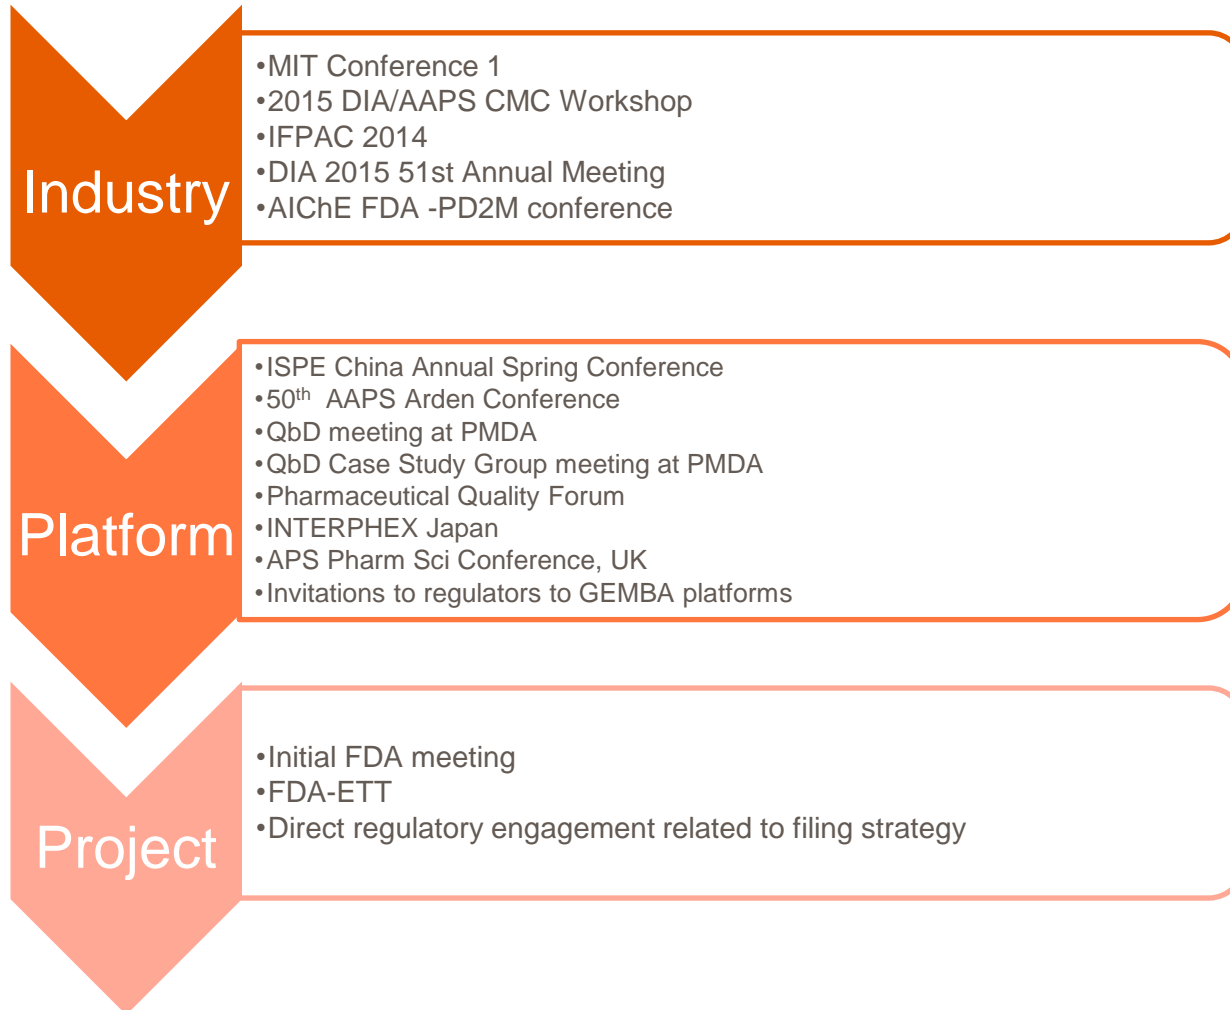 Industry
•MIT Conference 1
•2015 DIA/AAPS CMC Workshop
•IFPAC 2014
•DIA 2015 51st Annual Meeting
•AIChE FDA -PD2M conference
Platform
•ISPE China Annual Spring Conference
•50th AAPS Arden Conference
•QbD meeting at PMDA
•QbD Case Study Group meeting at PMDA
•Pharmaceutical Quality Forum
•INTERPHEX Japan
•APS Pharm Sci Conference, UK
•Invitations to regulators to GEMBA platforms
Project
•Initial FDA meeting
•FDA-ETT
•Direct regulatory engagement related to filing strategy